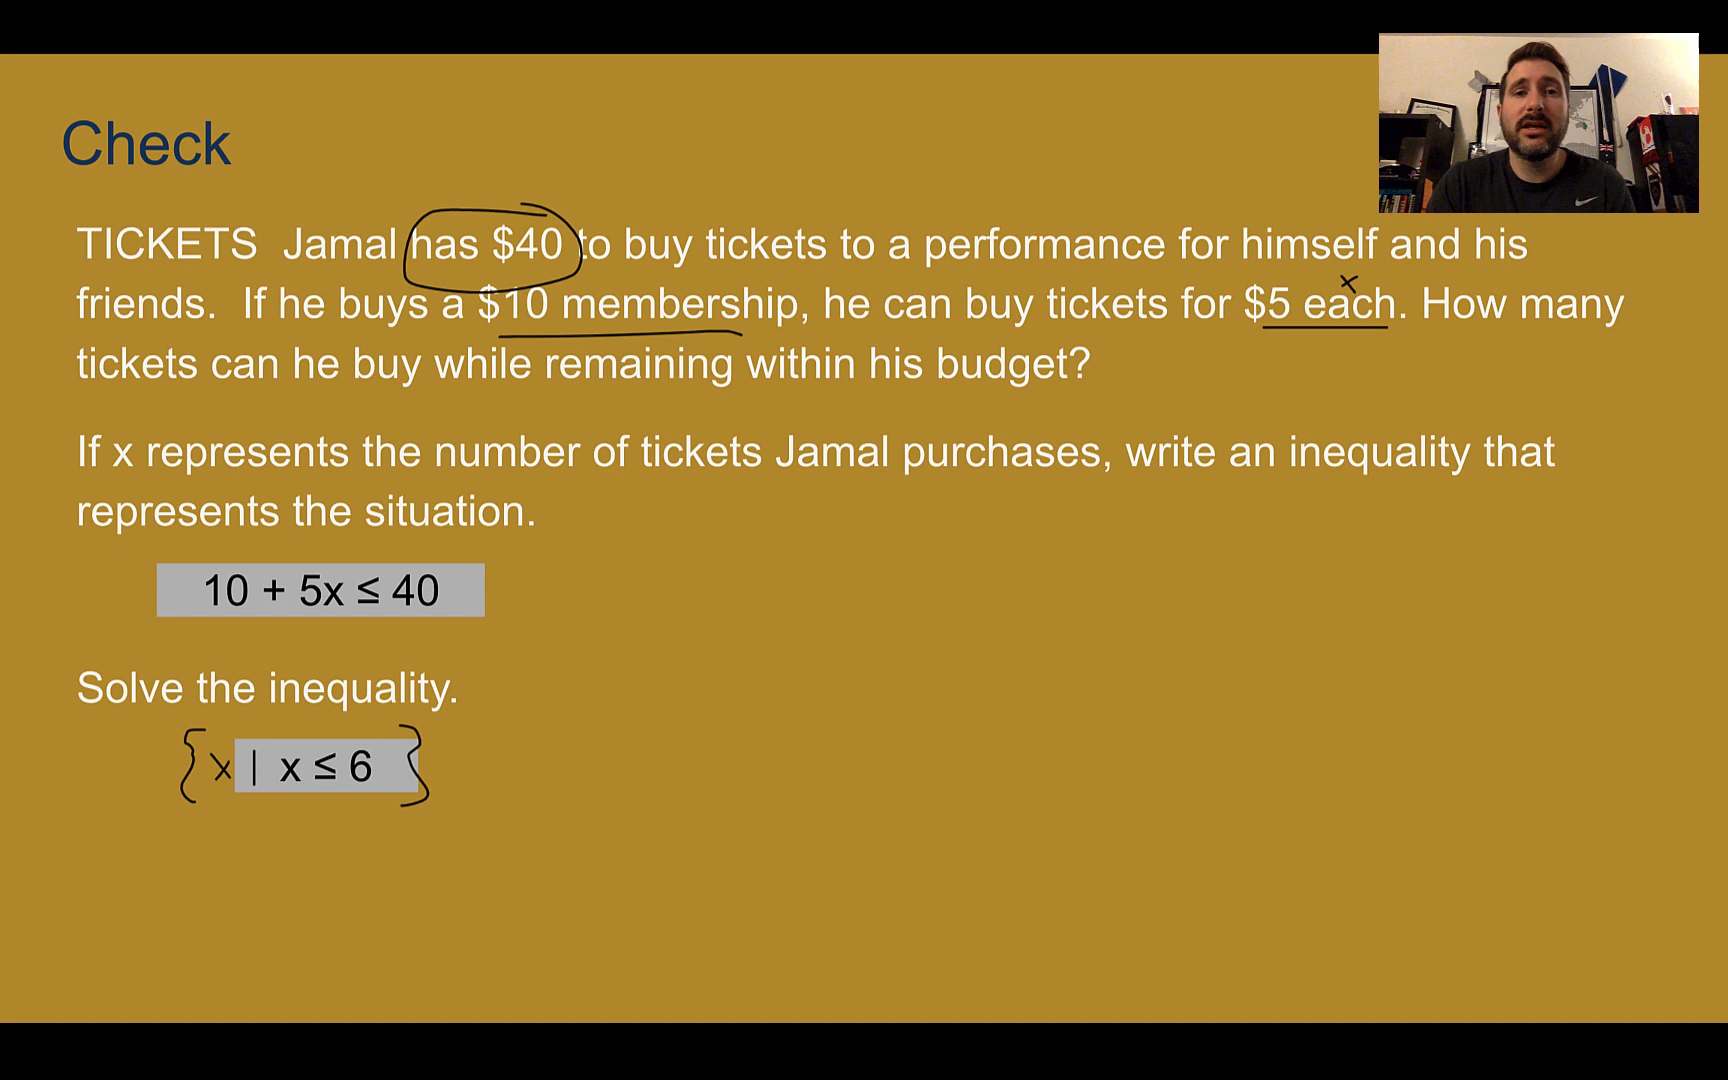 Check
TICKETS Jamal has $40 to buy tickets to a performance for himself and his
x
friends. If he buys a $10 membership, he can buy tickets for $5 each. How many
tickets can he buy while remaining within his budget?
If x represents the number of tickets Jamal purchases, write an inequality that
represents the situation.
10 + 5x ≤ 40
Solve the inequality.
{x | x ≤ 6}